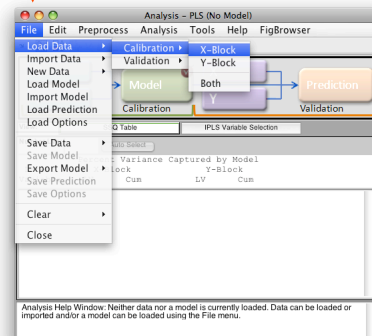 Analysis - PLS (No Model)
File Edit Preprocess Analysis Tools Help FigBrowser
Load Data
Import Data
New Data
Load Model
Import Model
Load Prediction
Load Options
Save Data
Save Model
Export Model
Save Prediction
Save Options
Clear
Close
Calibration
Validation
X-Block
Y-Block
Both
Model
Y
Prediction
Calibration
Validation
Q Table
IPLS Variable Selection
Auto Select
Variance Captured by Model
Y-Block
Cum LV Cum
Analysis Help Window: Neither data nor a model is currently loaded. Data can be loaded or
imported and/or a model can be loaded using the File menu.